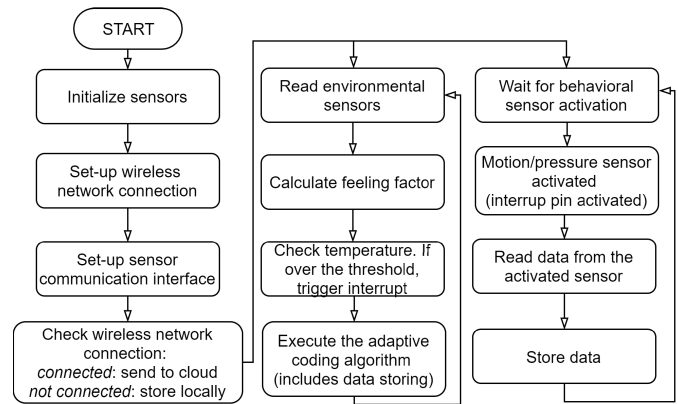 START
Initialize sensors
Set-up wireless
network connection
Set-up sensor
communication interface
Check wireless network
connection:
connected: send to cloud
not connected: store locally
Read environmental
sensors
Calculate feeling factor
Check temperature. If
over the threshold,
trigger interrupt
Execute the adaptive
coding algorithm
(includes data storing)
Wait for behavioral
sensor activation
Motion/pressure sensor
activated
(interrup pin activated)
Read data from the
activated sensor
Store data